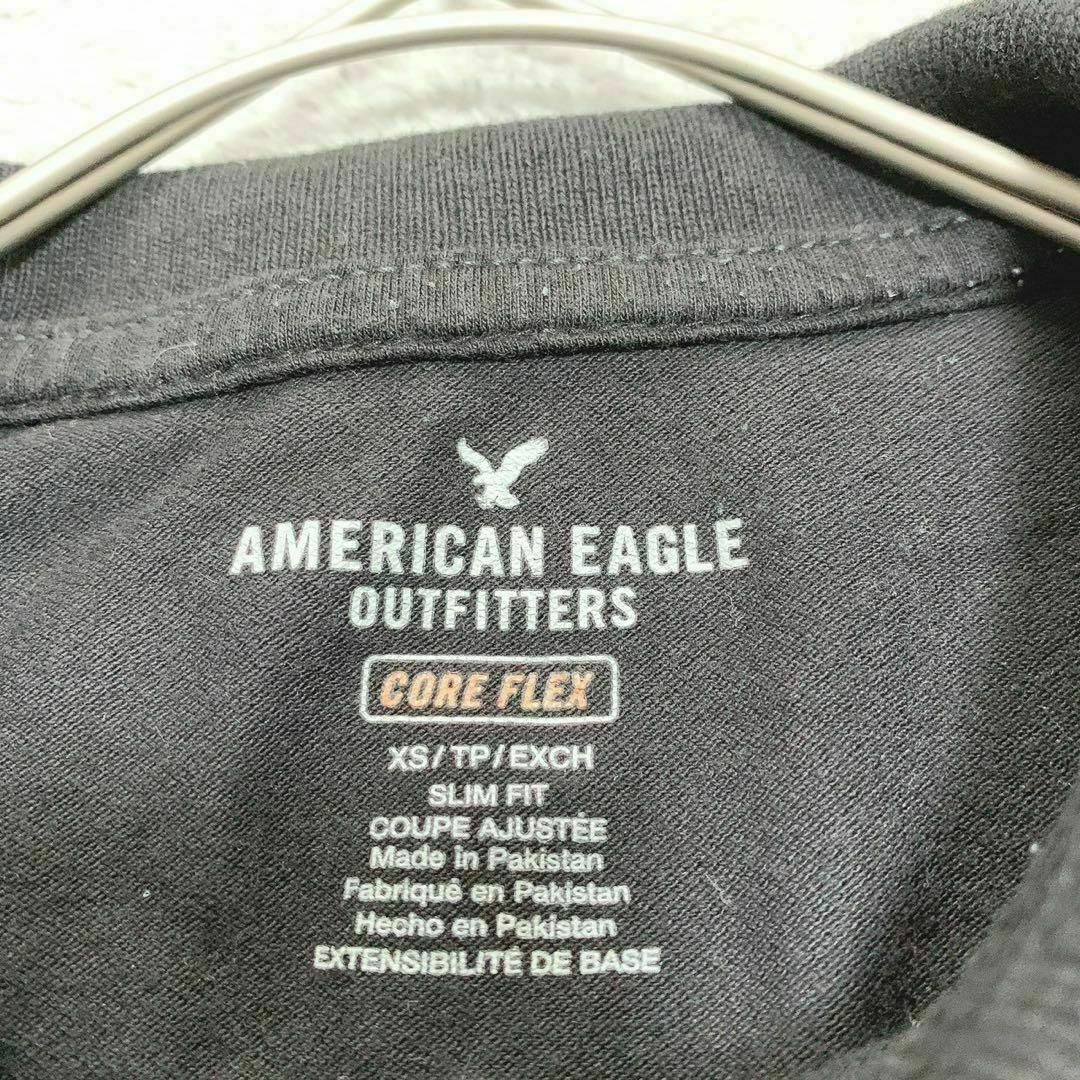 AMERICAN EAGLE
OUTFITTERS
CORE FLEX
XS/TP/EXCH
SLIM FIT
COUPE AJUSTÉE
Made in Pakistan
Fabriqué en Pakistan
Hecho en Pakistan
EXTENSIBILITÉ DE BASE